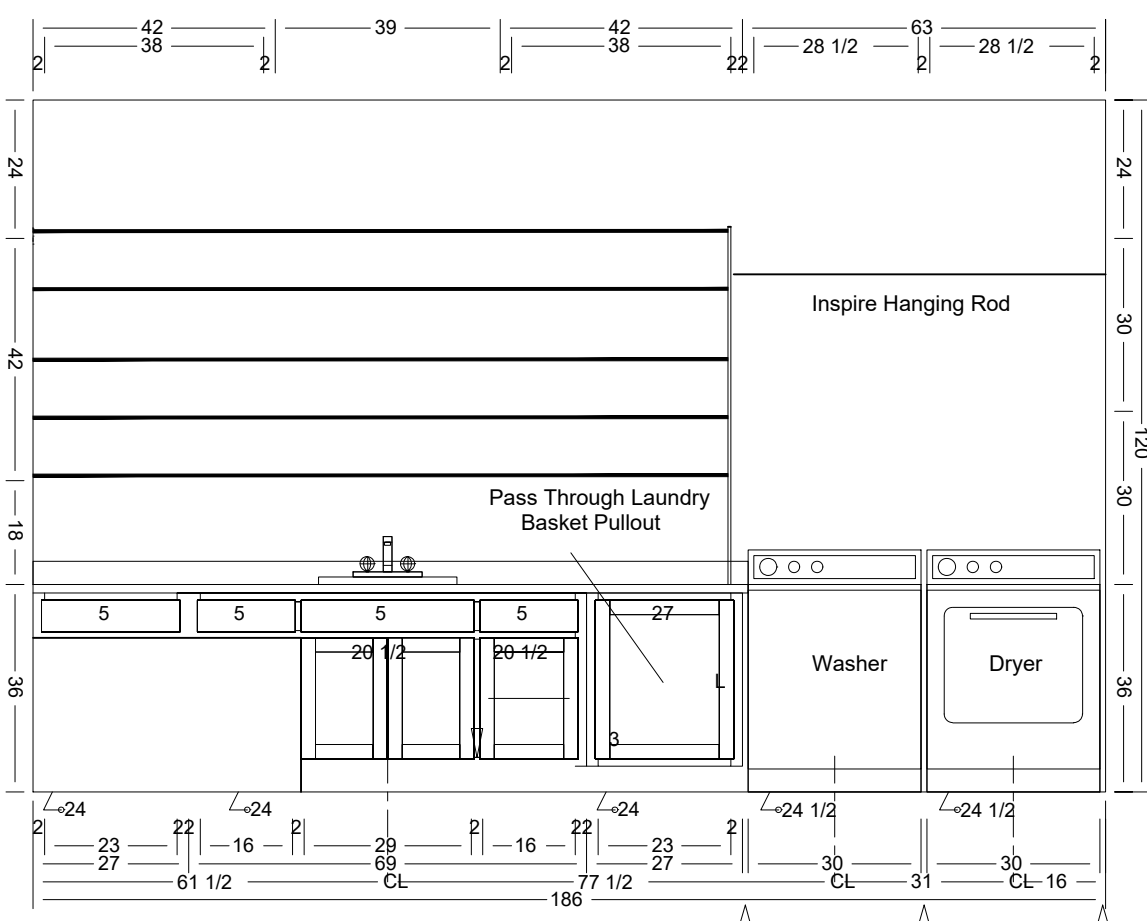 42 39 42 63
38 38 28 1/2 28 1/2
2 2 2 22 2 2
24 24
Inspire Hanging Rod
30
42
120
Pass Through Laundry
Basket Pullout
30
18
5 5 5 5 27
20 1/2 20 1/2
Washer Dryer
L
36 36
3
24 24 24 24 1/2 24 1/2
2 22 2 2 22 2
23 16 29 16 23
27 69 27 30 30
61 1/2 CL 77 1/2 CL 31 CL 16
186